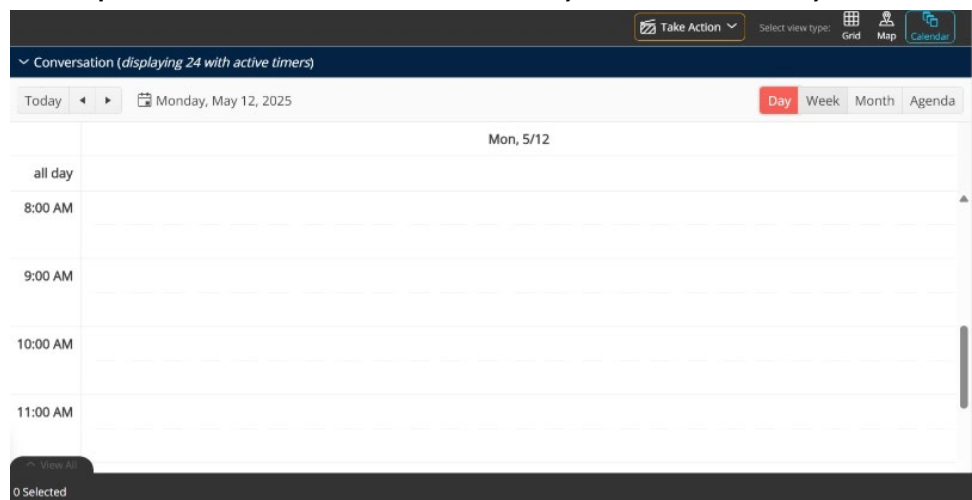 Take Action
Select view type:
Grid
Map
Calendar
Conversation (displaying 24 with active timers)
Today
Monday, May 12, 2025
Day
Week
Month
Agenda
Mon, 5/12
all day
8:00 AM
9:00 AM
10:00 AM
11:00 AM
View All
0 Selected